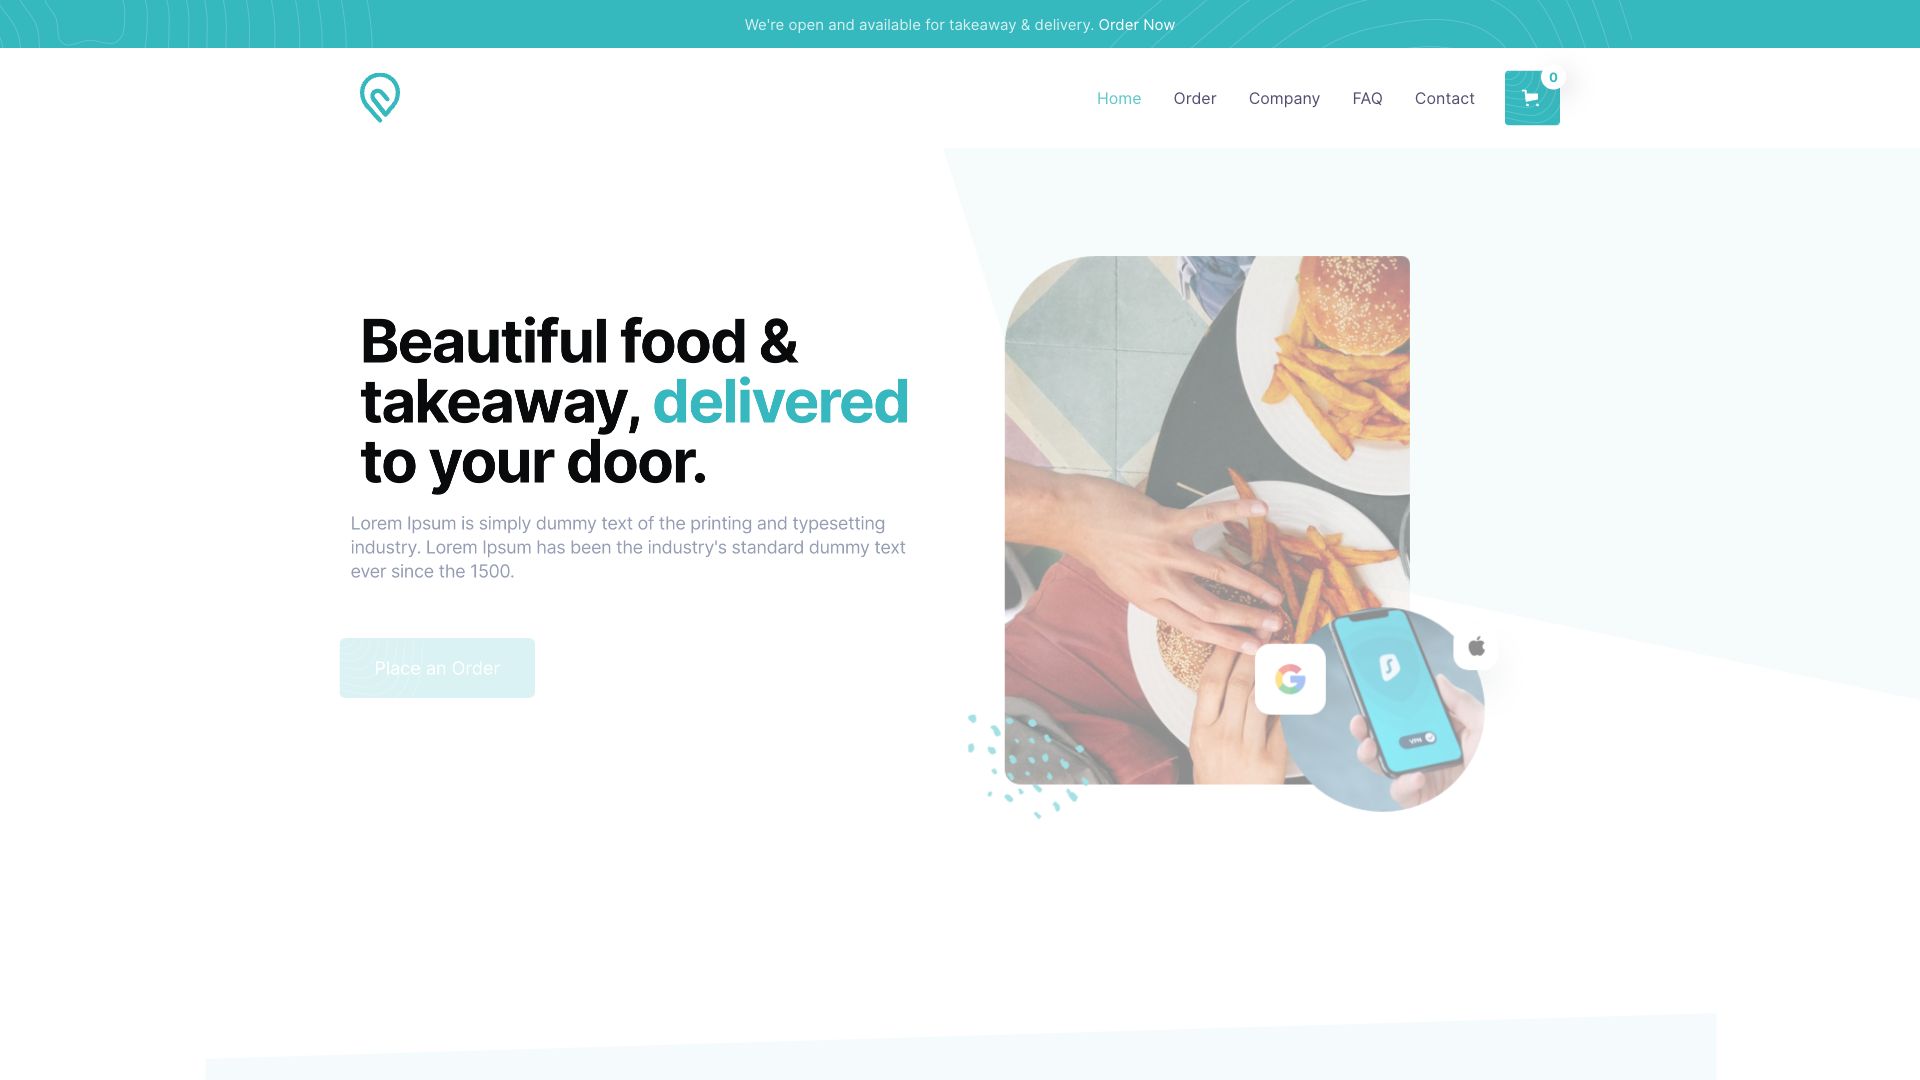 We're open and available for takeaway & delivery. Order Now
Home Order Company FAQ Contact
0
Beautiful food &
takeaway, delivered
to your door.
Lorem Ipsum is simply dummy text of the printing and typesetting
industry. Lorem Ipsum has been the industry's standard dummy text
ever since the 1500.
Place an Order
VPN